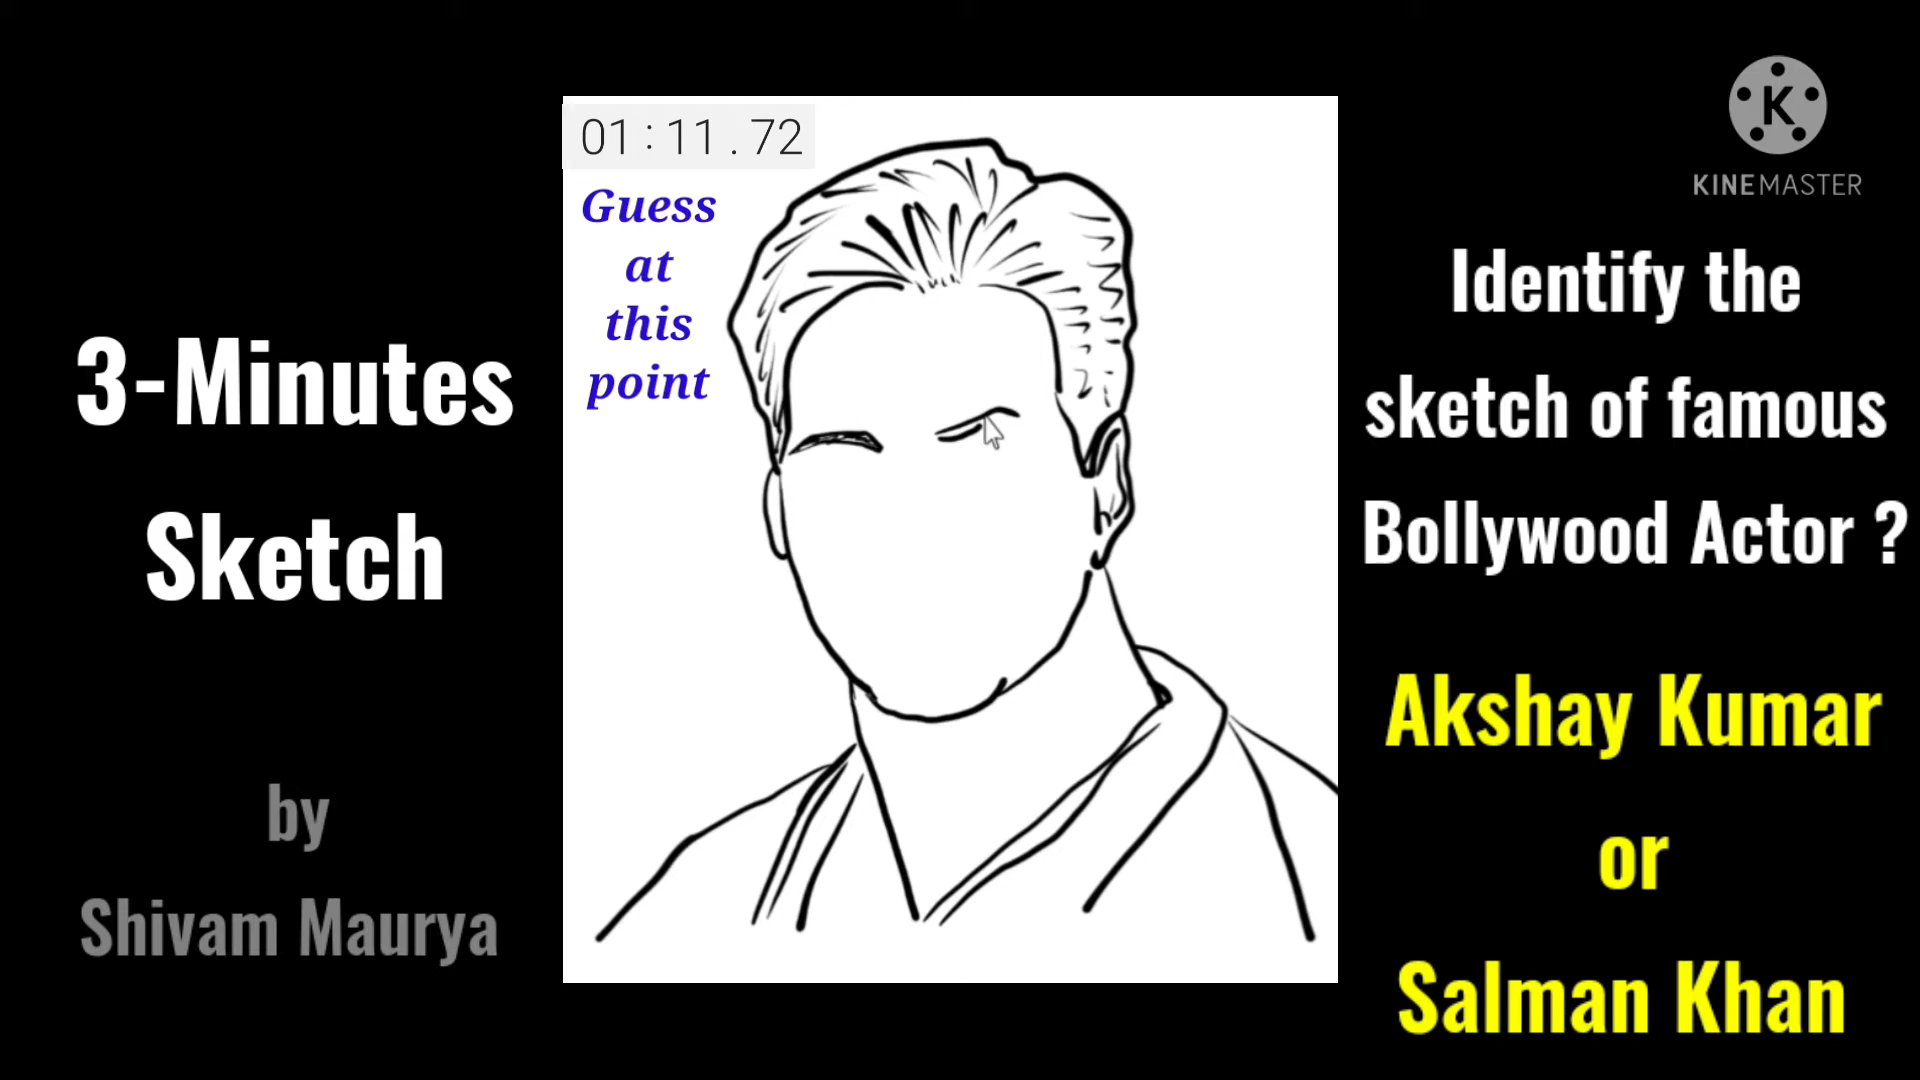 3-Minutes
Sketch
by
Shivam Maurya
01:11.72
Guess
at
this
point
K
KINEMASTER
Identify the
sketch of famous
Bollywood Actor ?
Akshay Kumar
or
Salman Khan